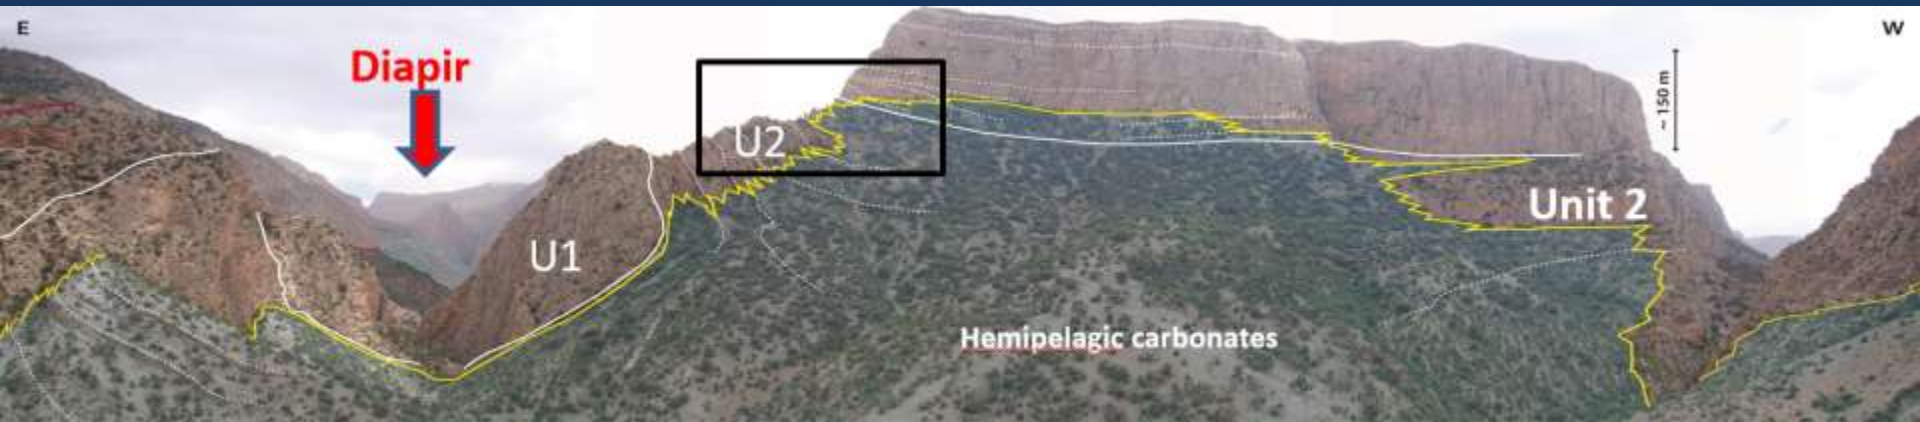 E
W
Diapir
~ 150 m
U2
Unit 2
U1
Hemipelagic carbonates